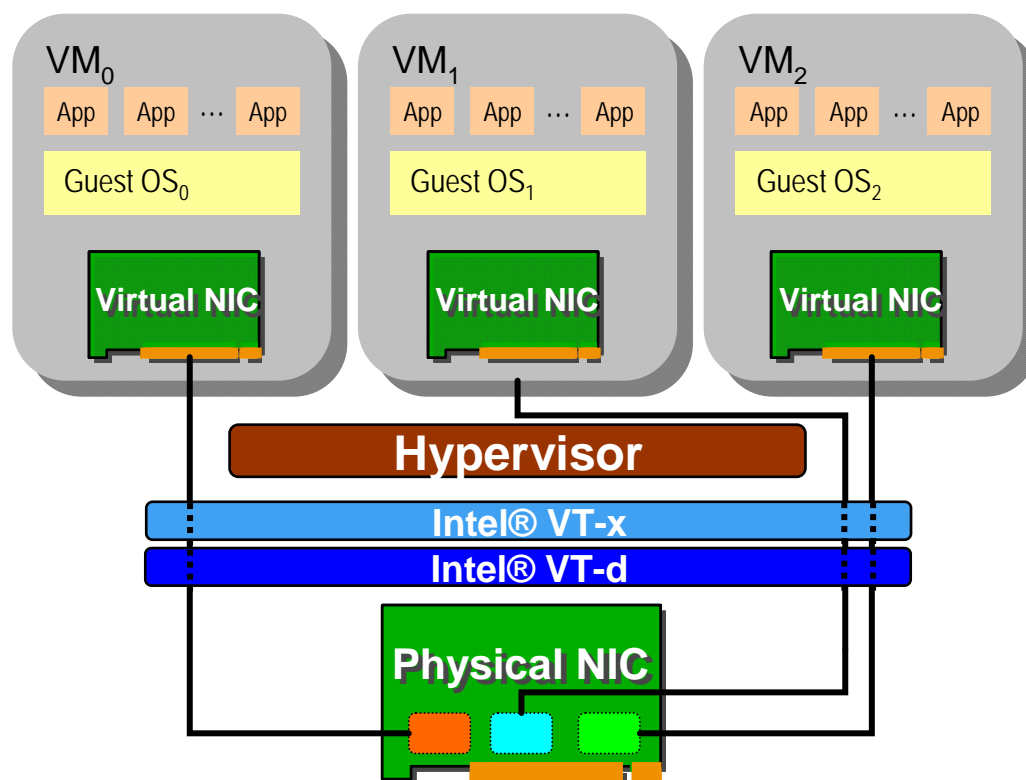 VM₀ VM₁ VM₂
App App ... App App App ... App App App ... App
Guest OS₀ Guest OS₁ Guest OS₂
Virtual NIC Virtual NIC Virtual NIC
Hypervisor
Intel® VT-x
Intel® VT-d
Physical NIC